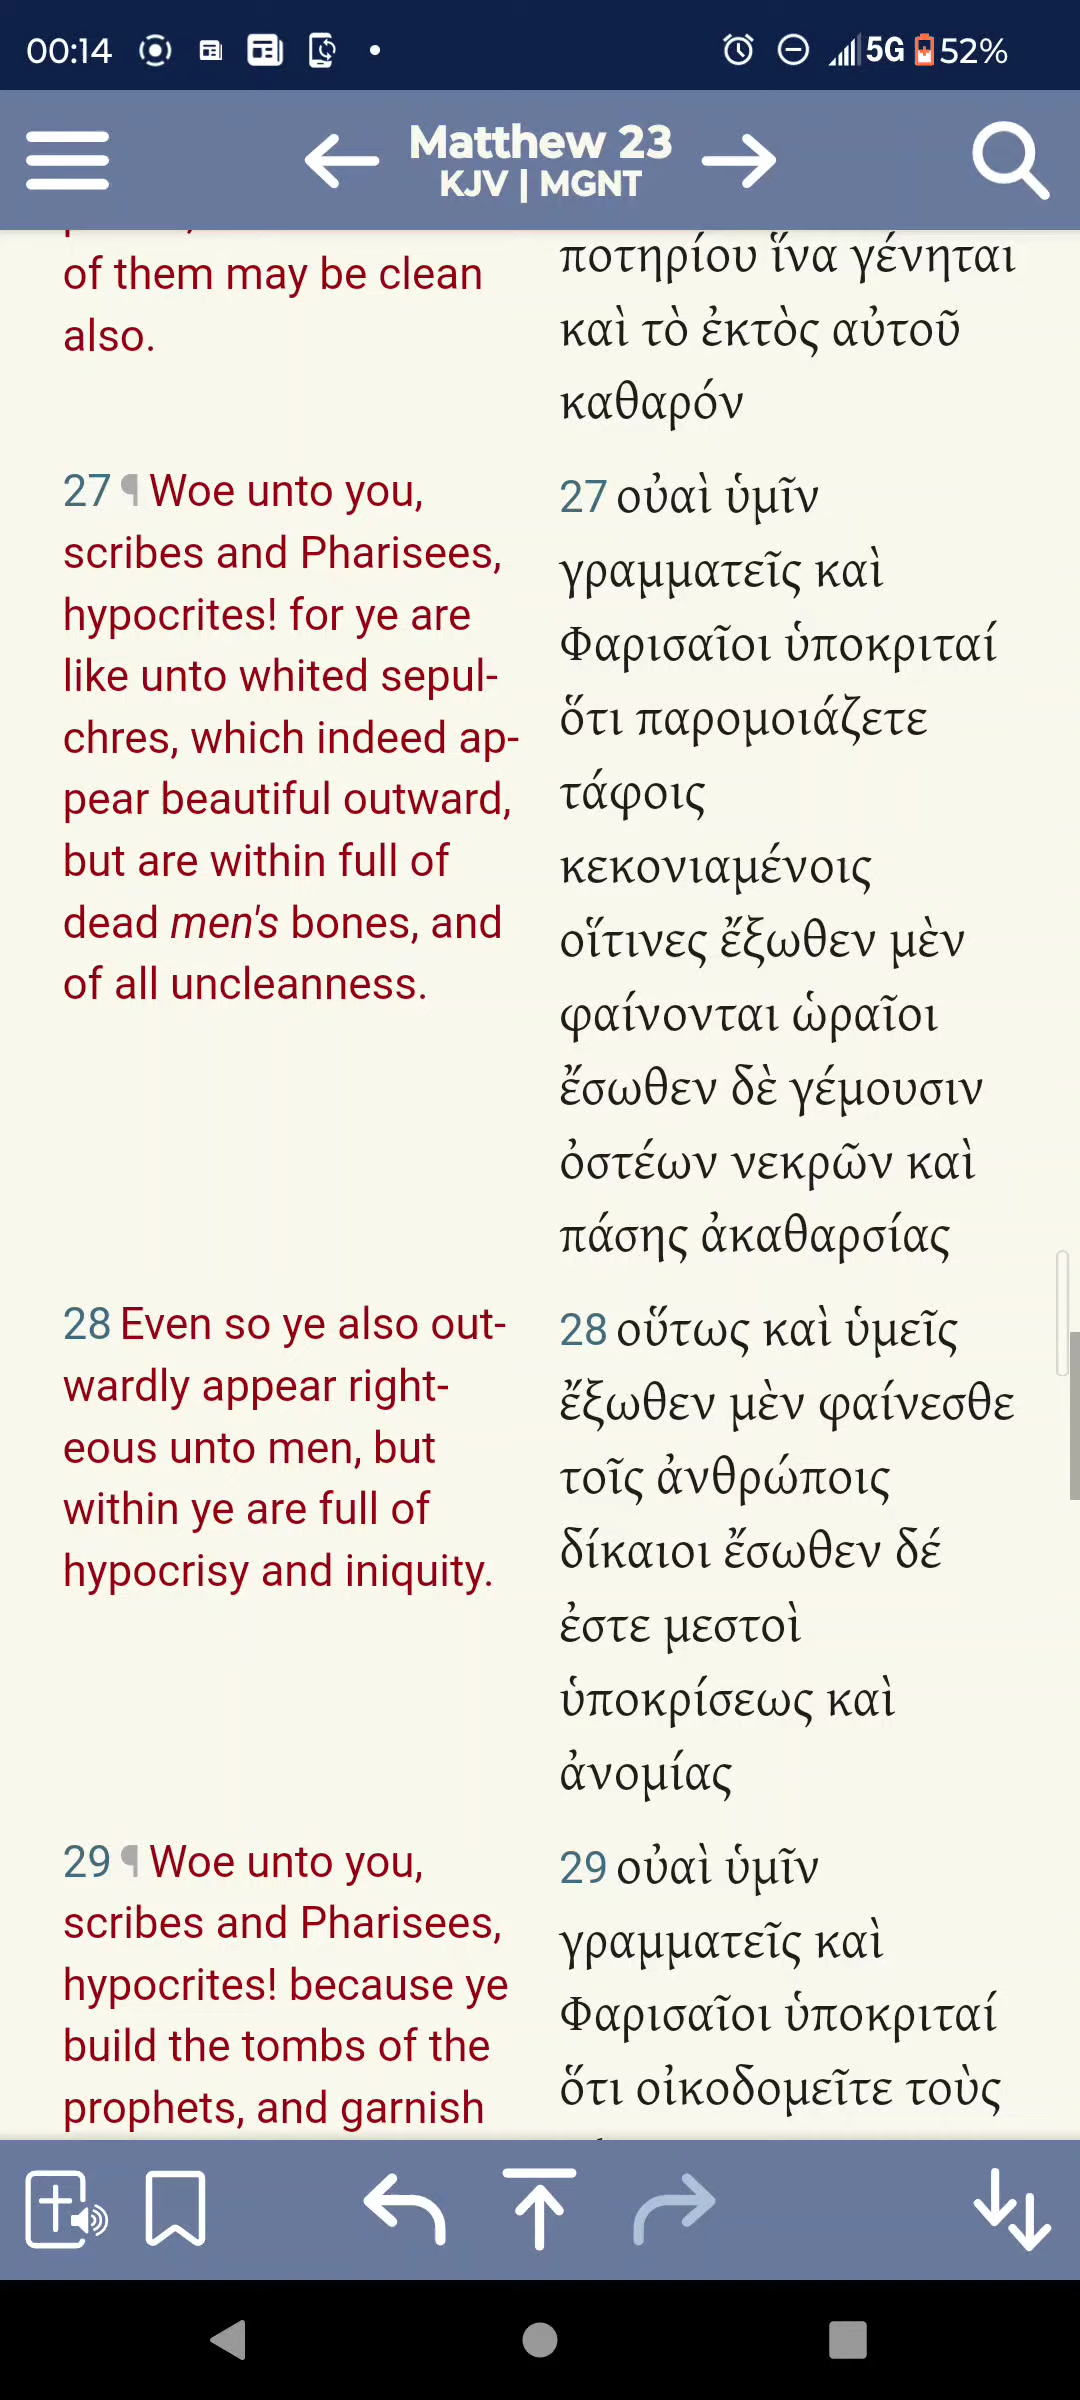 00:14
5G 52%
Matthew 23
KJV | MGNT
of them may be clean
also.
27 ¶ Woe unto you,
scribes and Pharisees,
hypocrites! for ye are
like unto whited sepul-
chres, which indeed ap-
pear beautiful outward,
but are within full of
dead men's bones, and
of all uncleanness.
28 Even so ye also out-
wardly appear right-
eous unto men, but
within ye are full of
hypocrisy and iniquity.
29 ¶ Woe unto you,
scribes and Pharisees,
hypocrites! because ye
build the tombs of the
prophets, and garnish
ποτηρίου ἵνα γένηται
καὶ τὸ ἐκτὸς αὐτοῦ
καθαρόν
27 οὐαὶ ὑμῖν
γραμματεῖς καὶ
Φαρισαῖοι ὑποκριταί
ὅτι παρομοιάζετε
τάφοις
κεκονιαμένοις
οἵτινες ἔξωθεν μὲν
φαίνονται ὡραῖοι
ἔσωθεν δὲ γέμουσιν
ὀστέων νεκρῶν καὶ
πάσης ἀκαθαρσίας
28 οὕτως καὶ ὑμεῖς
ἔξωθεν μὲν φαίνεσθε
τοῖς ἀνθρώποις
δίκαιοι ἔσωθεν δέ
ἐστε μεστοὶ
ὑποκρίσεως καὶ
ἀνομίας
29 οὐαὶ ὑμῖν
γραμματεῖς καὶ
Φαρισαῖοι ὑποκριταί
ὅτι οἰκοδομεῖτε τοὺς